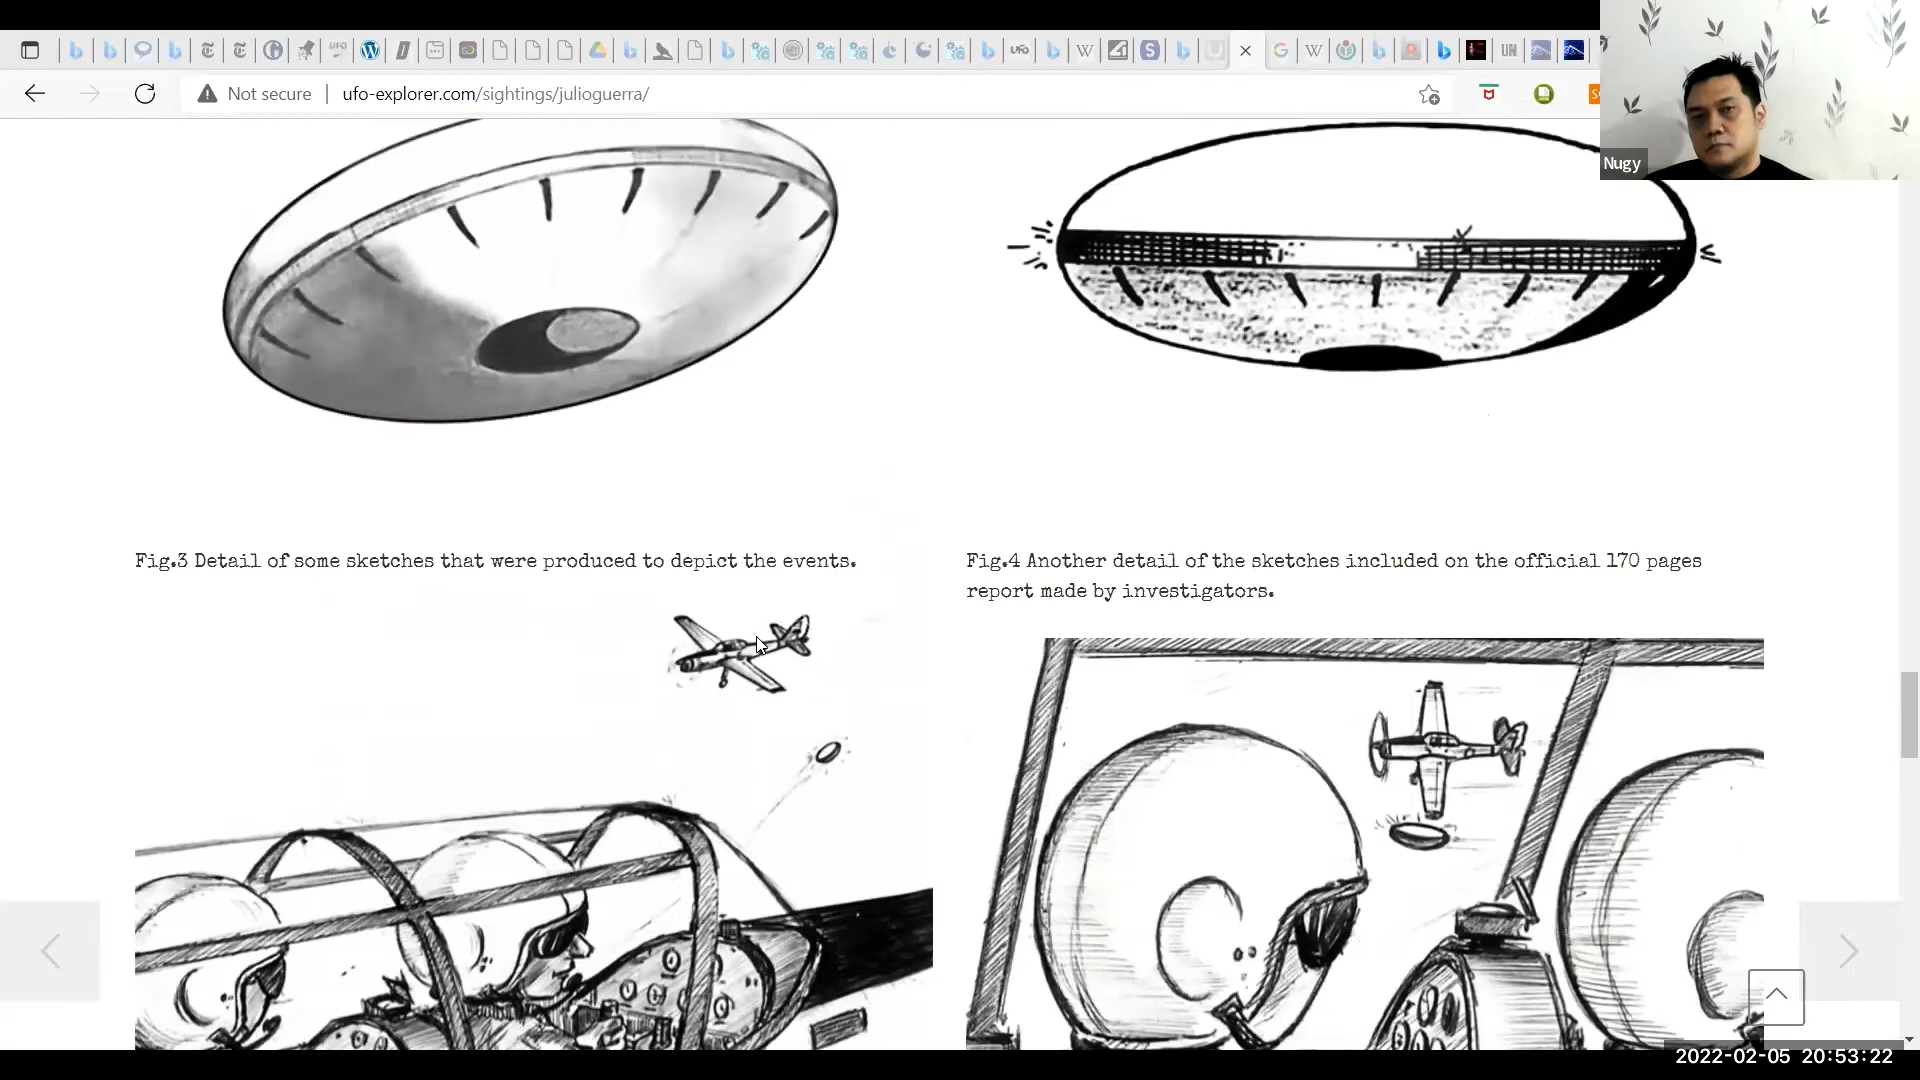 Not secure
ufo-explorer.com/sightings/julioguerra/
Nugy
Fig.3 Detail of some sketches that were produced to depict the events.
Fig.4 Another detail of the sketches included on the official 170 pages
report made by investigators.
2022-02-05 20:53:22